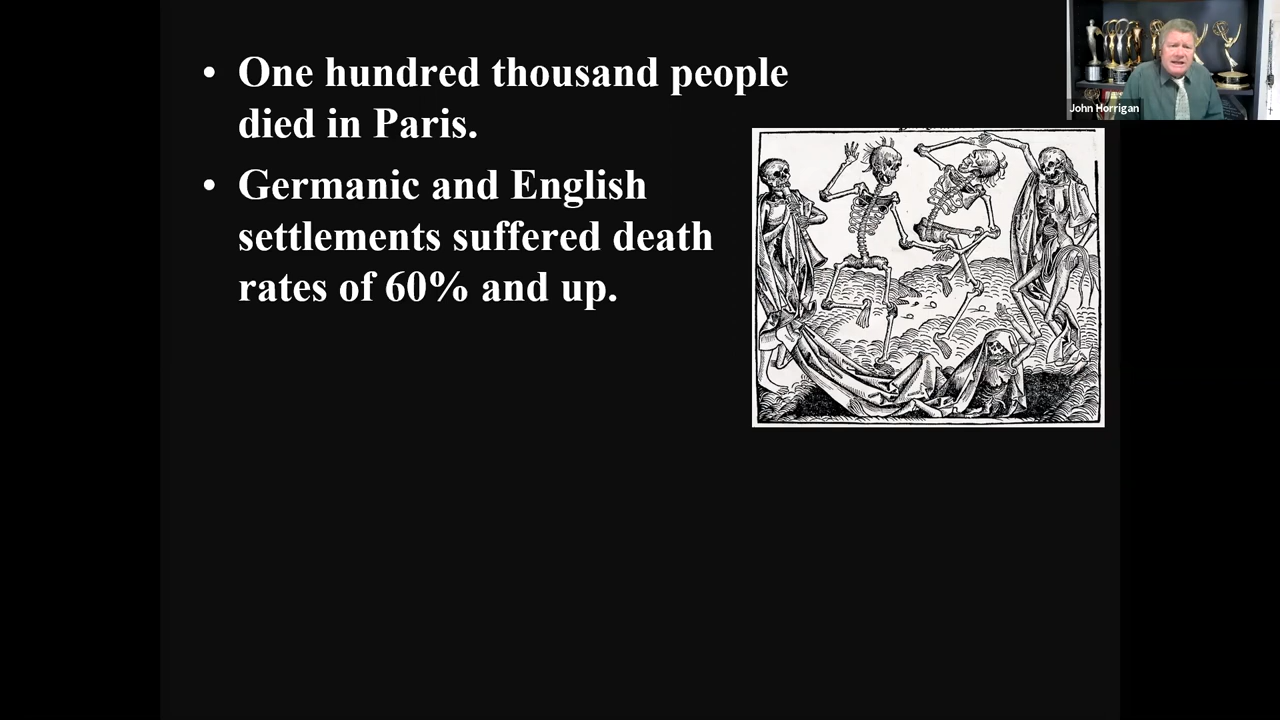 • One hundred thousand people
died in Paris.
• Germanic and English
settlements suffered death
rates of 60% and up.
John Horrigan